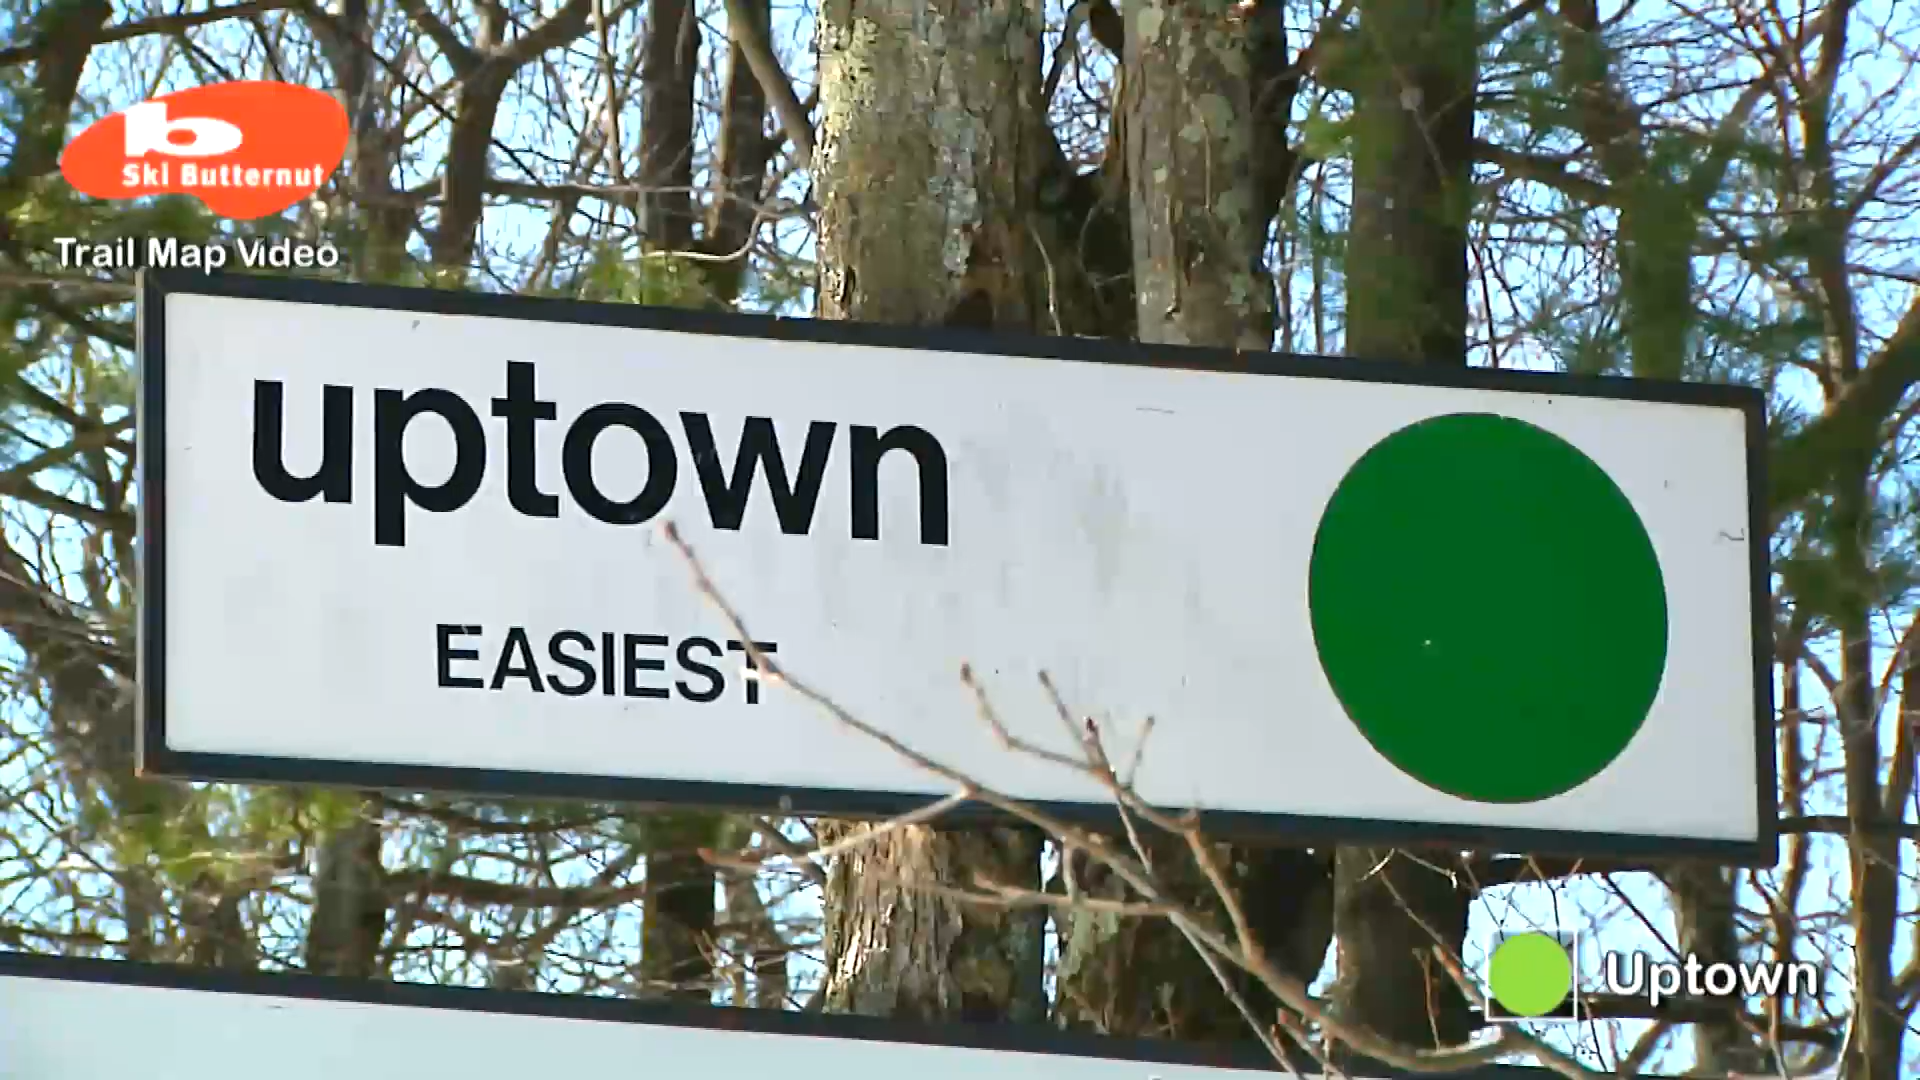 b
Ski Butternut
Trail Map Video
uptown
EASIEST
Uptown